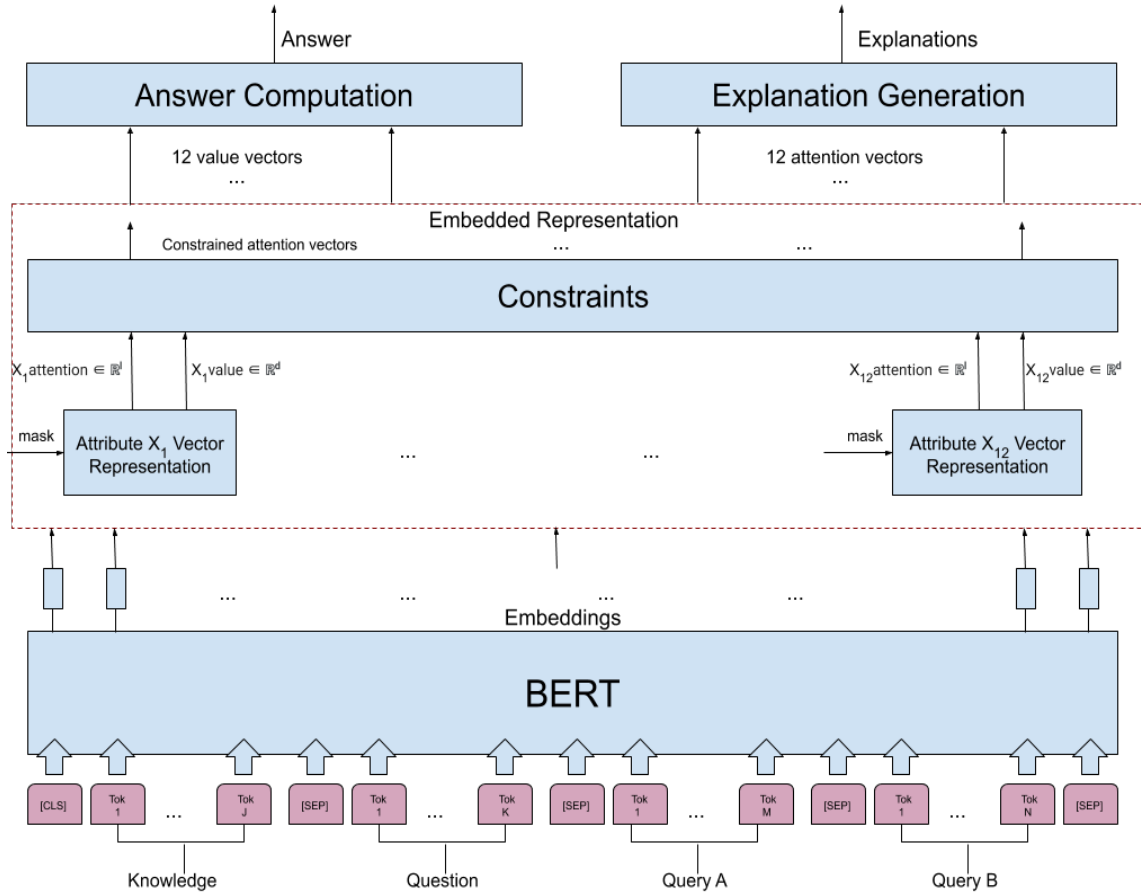 Answer
Explanations
Answer Computation
Explanation Generation
12 value vectors
...
12 attention vectors
...
Embedded Representation
Constrained attention vectors
...
...
Constraints
X₁attention ∈ ℝˡ
X₁value ∈ ℝᵈ
X₁₂attention ∈ ℝˡ
X₁₂value ∈ ℝᵈ
mask
Attribute X₁ Vector
Representation
...
...
mask
Attribute X₁₂ Vector
Representation
...
...
...
...
Embeddings
BERT
[CLS]
Tok
1
...
Tok
J
[SEP]
Tok
1
...
Tok
K
[SEP]
Tok
1
...
Tok
M
[SEP]
Tok
1
...
Tok
N
[SEP]
Knowledge
Question
Query A
Query B